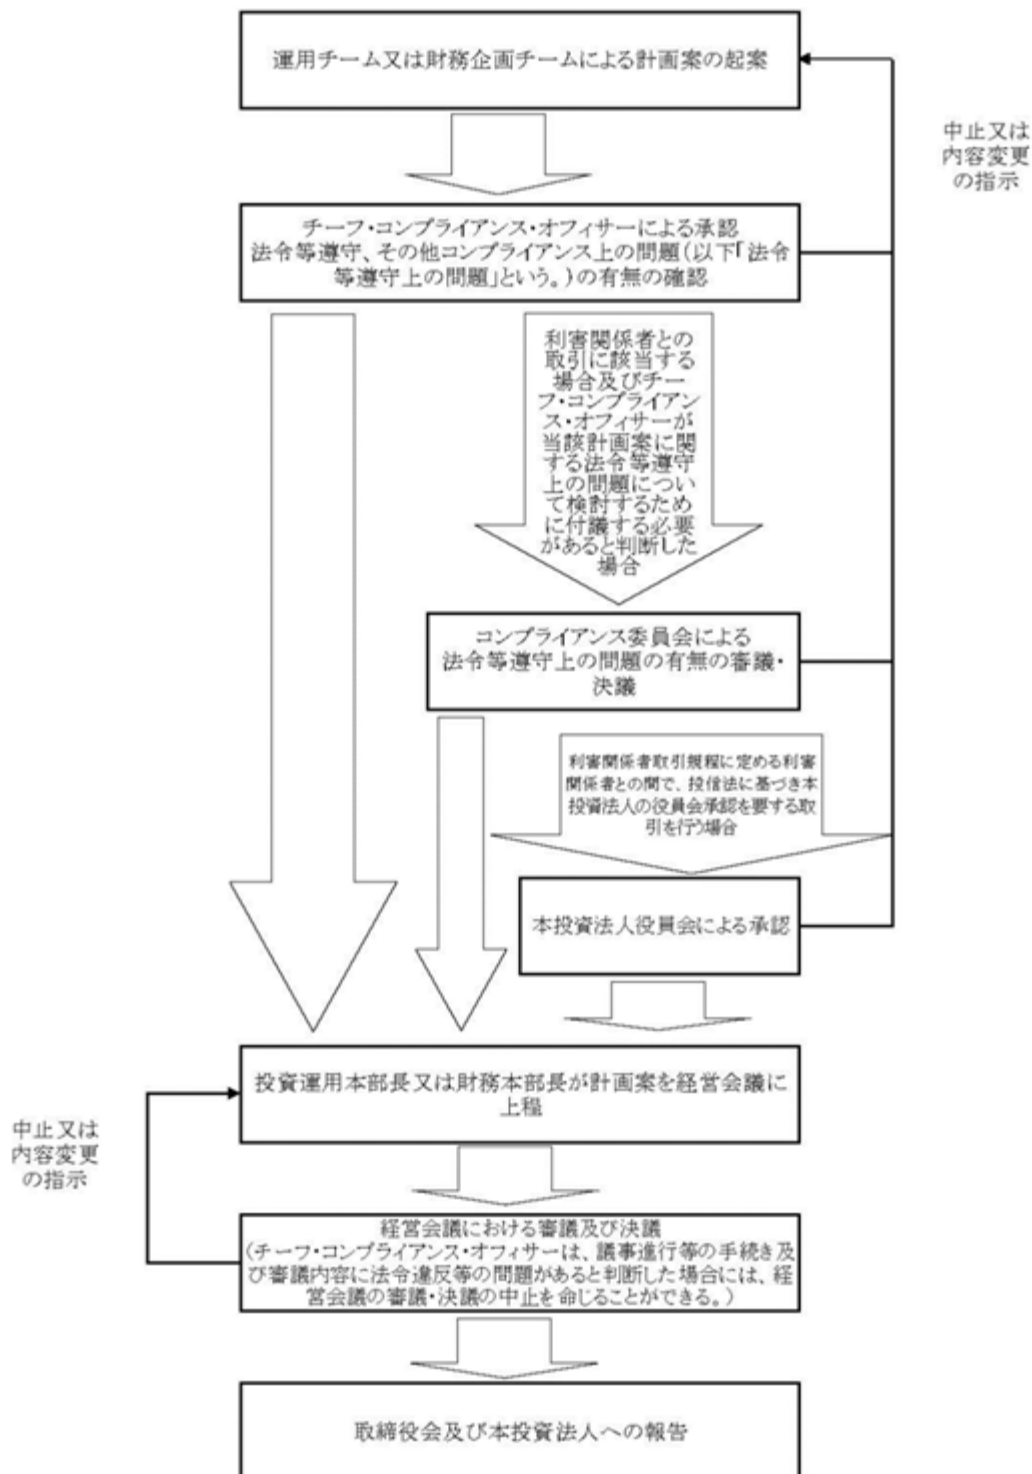 運用チーム又は財務企画チームによる計画案の起案
中止又は
内容変更
の指示
チーフ・コンプライアンス・オフィサーによる承認
法令等遵守、その他コンプライアンス上の問題(以下「法令
等遵守上の問題」という。)の有無の確認
利害関係者との
取引に該当する
場合及びチー
フ・コンプライアン
ス・オフィサーが
当該計画案に関
する法令等遵守
上の問題につい
て検討するため
に付議する必要
があると判断した
場合
コンプライアンス委員会による
法令等遵守上の問題の有無の審議・
決議
利害関係者取引規程に定める利害
関係者との間で、投信法に基づき本
投資法人の役員会承認を要する取
引を行う場合
本投資法人役員会による承認
投資運用本部長又は財務本部長が計画案を経営会議に
上程
中止又は
内容変更
の指示
経営会議における審議及び決議
(チーフ・コンプライアンス・オフィサーは、議事進行等の手続き及
び審議内容に法令違反等の問題があると判断した場合には、経
営会議の審議・決議の中止を命じることができる。)
取締役会及び本投資法人への報告